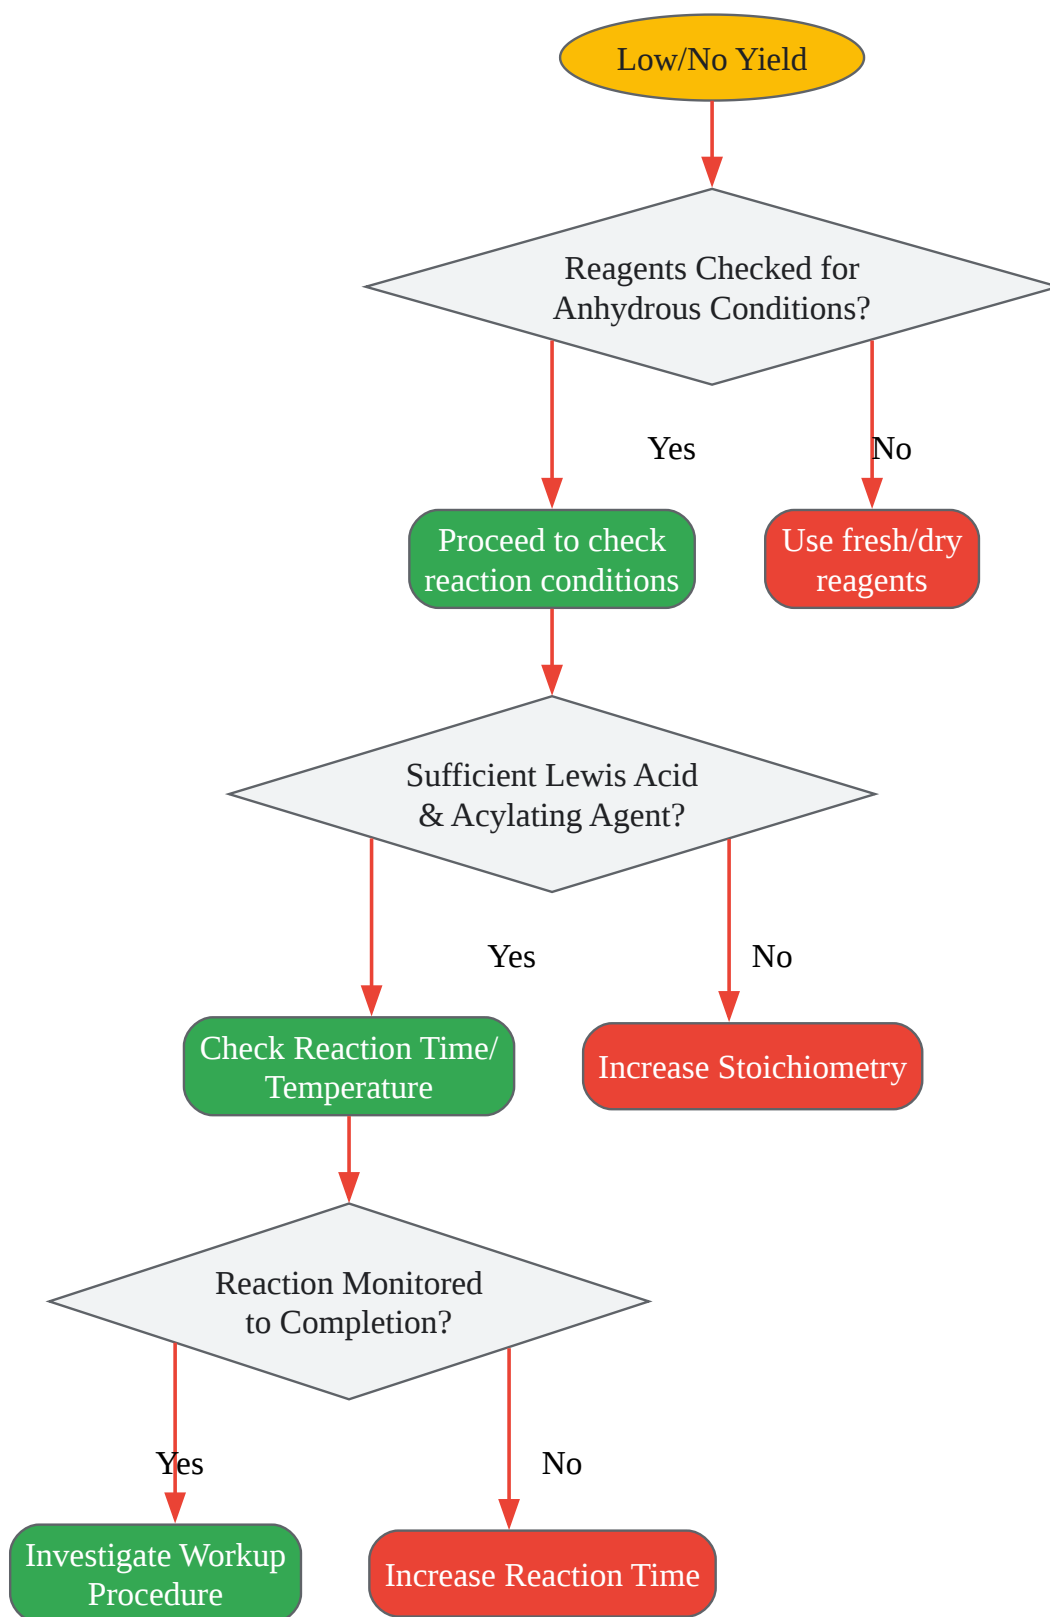 Low/No Yield
Reagents Checked for
Anhydrous Conditions?
Yes
No
Proceed to check
reaction conditions
Use fresh/dry
reagents
Sufficient Lewis Acid
& Acylating Agent?
Yes
No
Check Reaction Time/
Temperature
Increase Stoichiometry
Reaction Monitored
to Completion?
Yes
No
Investigate Workup
Procedure
Increase Reaction Time